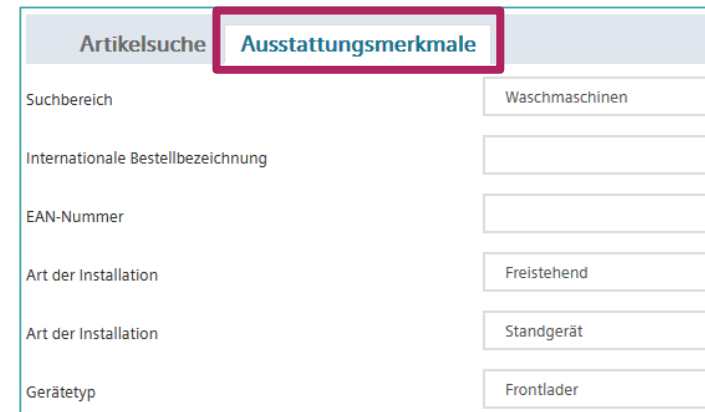 Artikelsuche Ausstattungsmerkmale
Suchbereich Waschmaschinen
Internationale Bestellbezeichnung
EAN-Nummer
Art der Installation Freistehend
Art der Installation Standgerät
Gerätetyp Frontlader